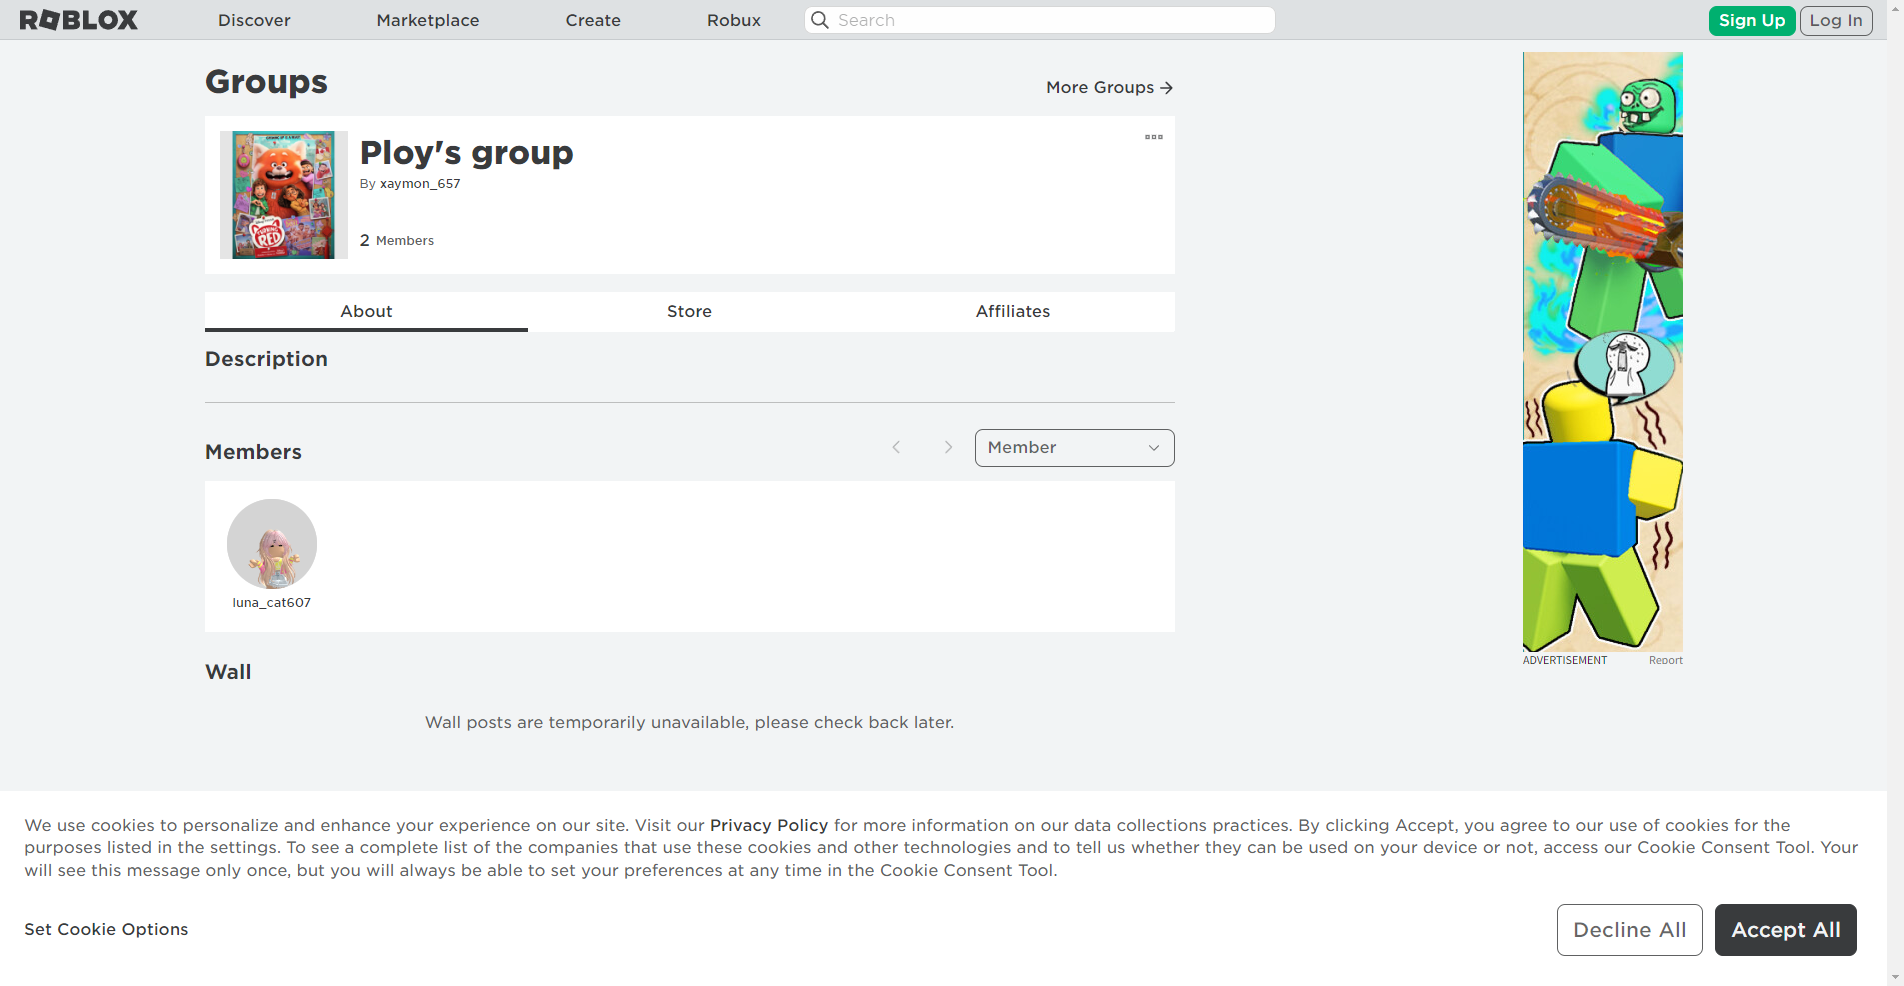 ROBLOX
Discover
Marketplace
Create
Robux
Search
Sign Up
Log In
Groups
More Groups
Ploy's group
By xaymon_657
2 Members
About
Store
Affiliates
Description
Members
Member
luna_cat607
Wall
Wall posts are temporarily unavailable, please check back later.
ADVERTISEMENT
Report
We use cookies to personalize and enhance your experience on our site. Visit our Privacy Policy for more information on our data collections practices. By clicking Accept, you agree to our use of cookies for the
purposes listed in the settings. To see a complete list of the companies that use these cookies and other technologies and to tell us whether they can be used on your device or not, access our Cookie Consent Tool. Your
will see this message only once, but you will always be able to set your preferences at any time in the Cookie Consent Tool.
Set Cookie Options
Decline All
Accept All